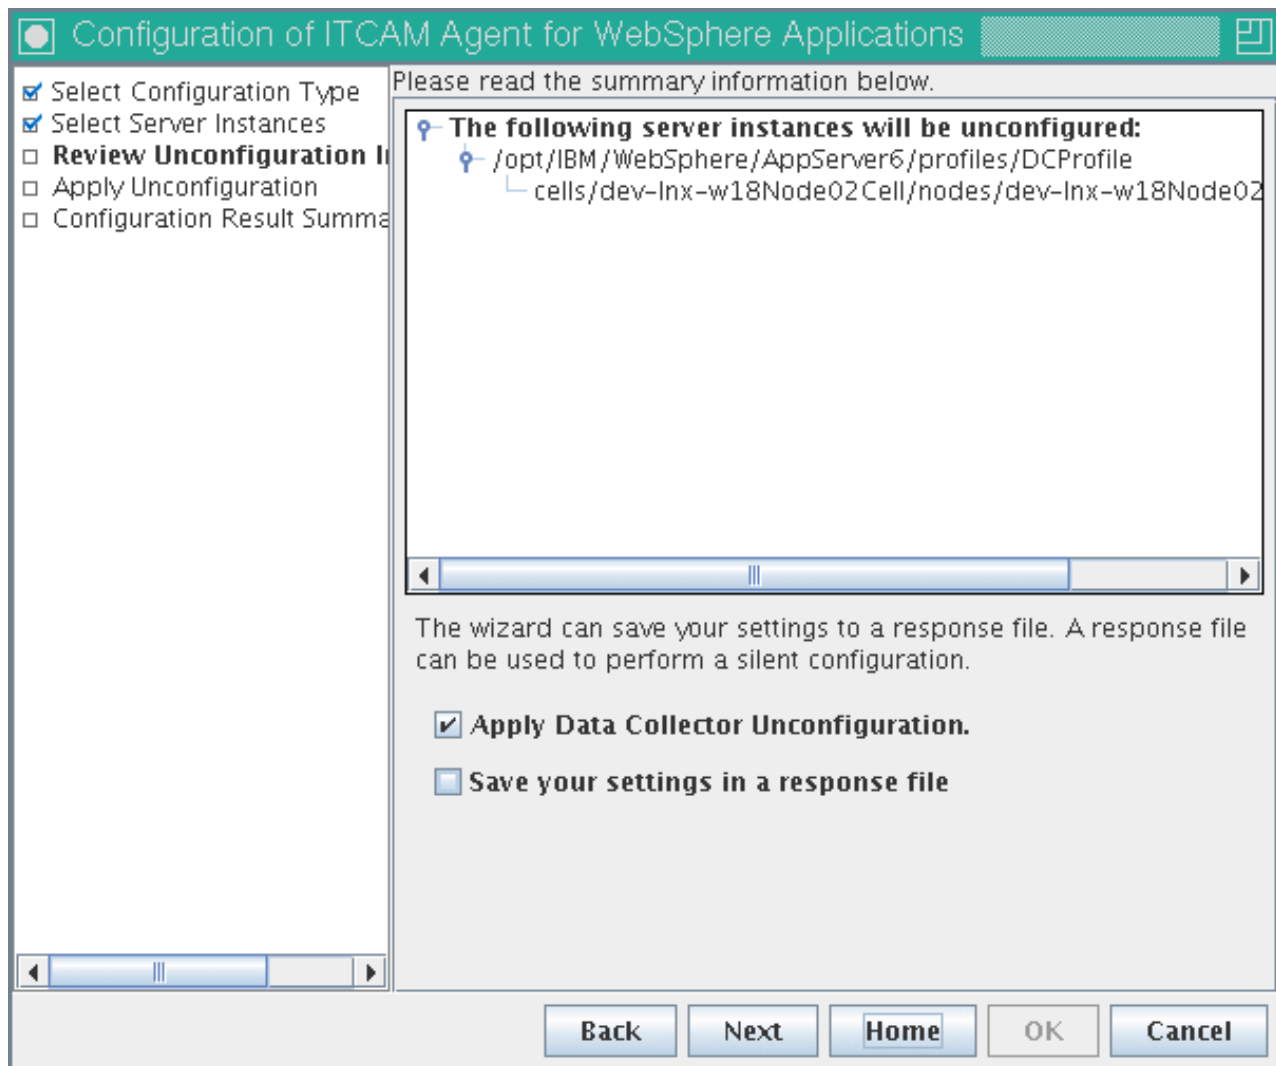 Configuration of ITCAM Agent for WebSphere Applications
Select Configuration Type
Select Server Instances
Review Unconfiguration
Apply Unconfiguration
Configuration Result Summa
Please read the summary information below.
The following server instances will be unconfigured:
/opt/IBM/WebSphere/AppServer6/profiles/DCProfile
cells/dev-lnx-w18Node02Cell/nodes/dev-lnx-w18Node02
The wizard can save your settings to a response file. A response file
can be used to perform a silent configuration.
Apply Data Collector Unconfiguration.
Save your settings in a response file
Back
Next
Home
OK
Cancel